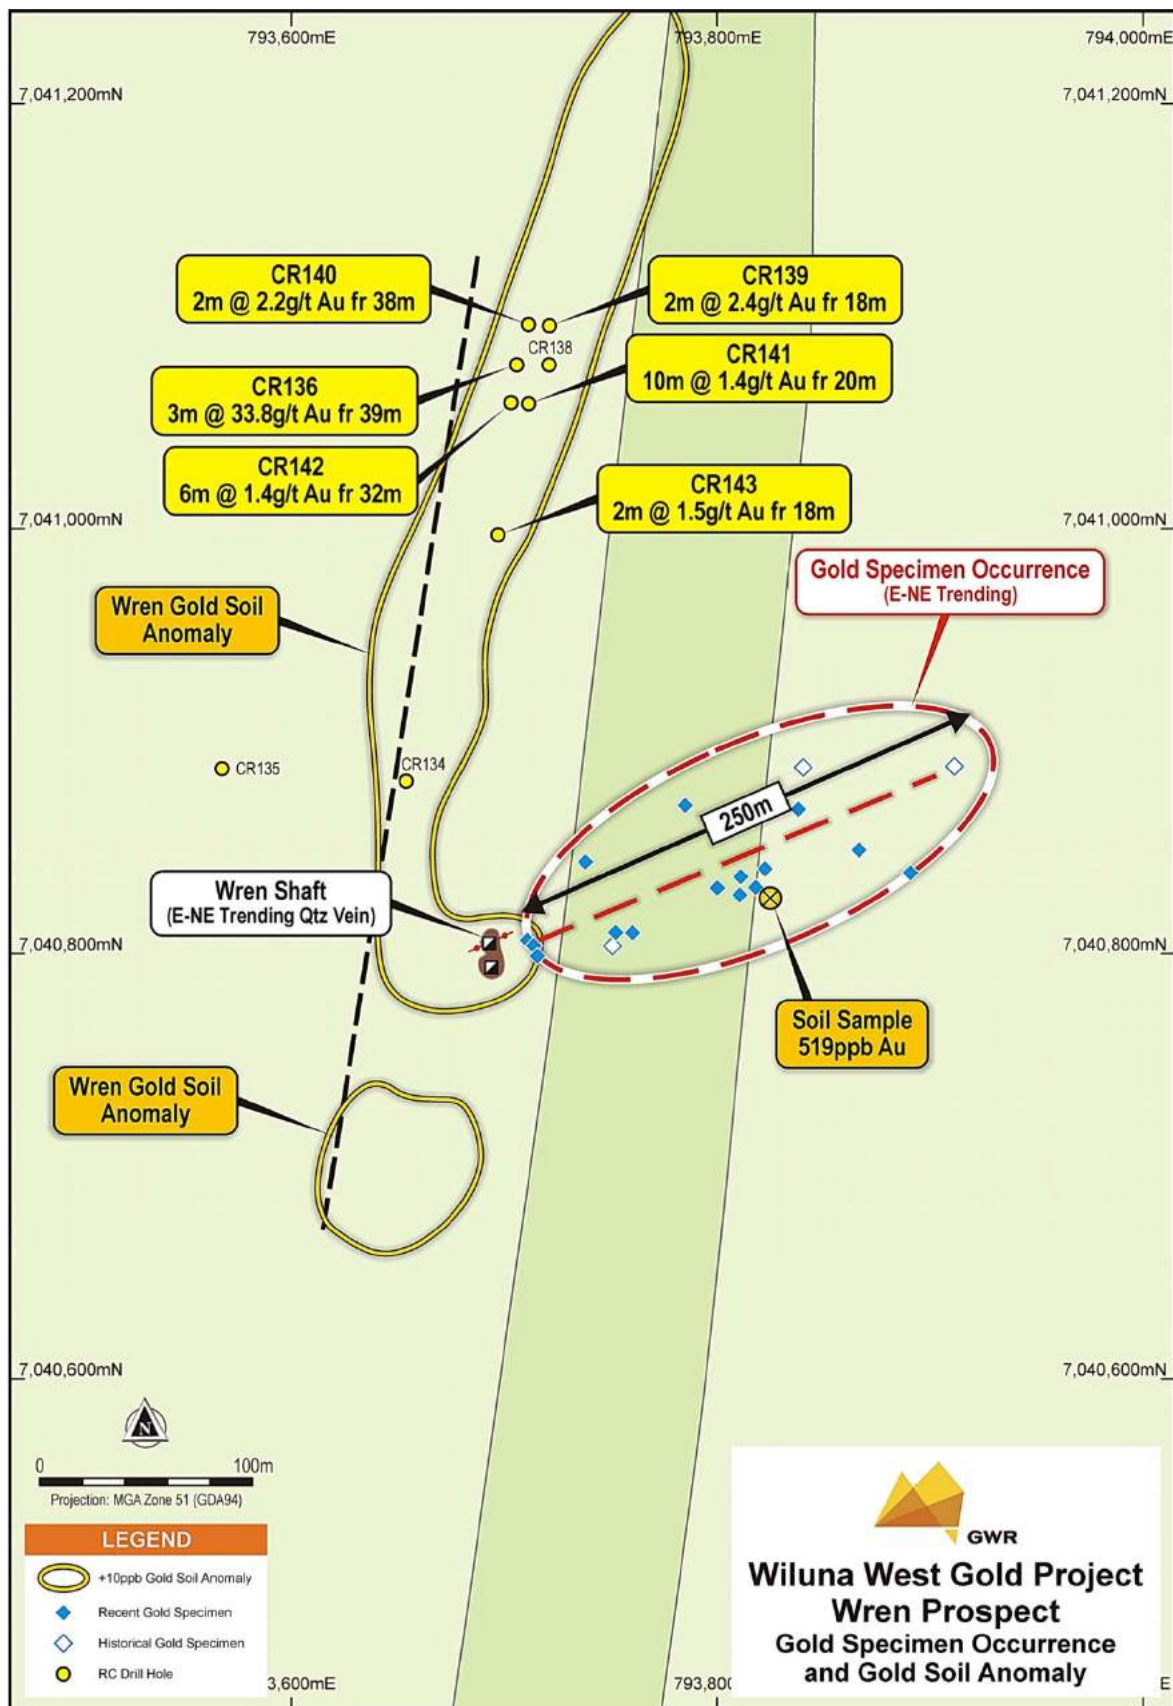 793,600mE
793,800mE
994,000mE
7,041,200mN
7,041,200mN
CR140
2m @ 2.2g/t Au fr 38m
CR139
2m @ 2.4g/t Au fr 18m
CR138
CR136
3m @ 33.8g/t Au fr 39m
CR141
10m @ 1.4g/t Au fr 20m
CR142
6m @ 1.4g/t Au fr 32m
CR143
2m @ 1.5g/t Au fr 18m
7,041,000mN
7,041,000mN
Gold Specimen Occurrence
(E-NE Trending)
Wren Gold Soil
Anomaly
CR135
CR134
250m
Wren Shaft
(E-NE Trending Qtz Vein)
7,040,800mN
7,040,800mN
Soil Sample
519ppb Au
Wren Gold Soil
Anomaly
7,040,600mN
7,040,600mN
N
0 100m
Projection: MGA Zone 51 (GDA94)
LEGEND
+10ppb Gold Soil Anomaly
Recent Gold Specimen
Historical Gold Specimen
RC Drill Hole
GWR
Wiluna West Gold Project
Wren Prospect
Gold Specimen Occurrence
and Gold Soil Anomaly
3,600mE
793,800
E